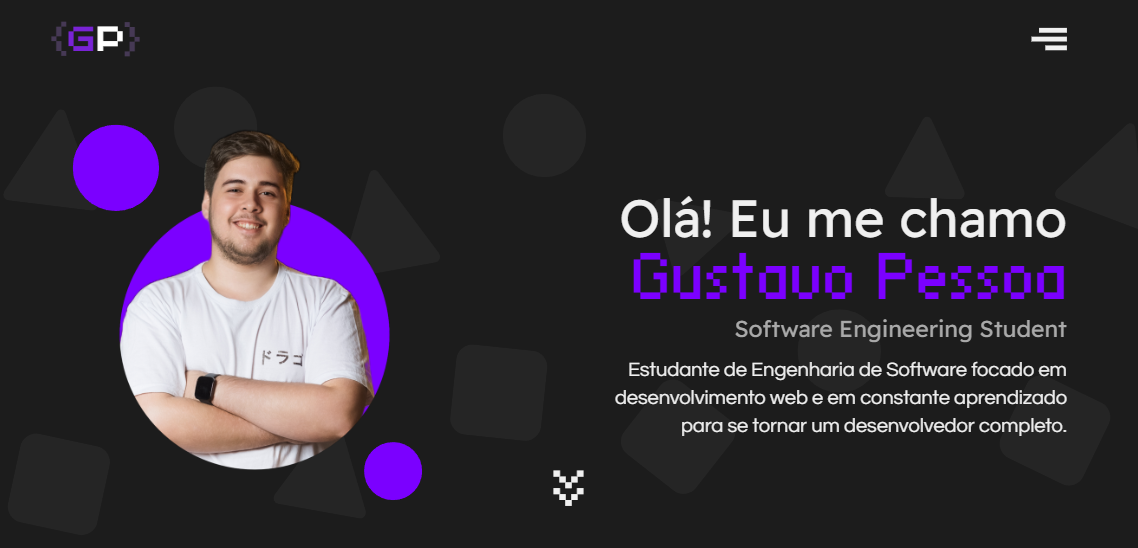 {GP}
Olá! Eu me chamo
Gustavo Pessoa
Software Engineering Student
Estudante de Engenharia de Software focado em
desenvolvimento web e em constante aprendizado
para se tornar um desenvolvedor completo.
ドラゴ